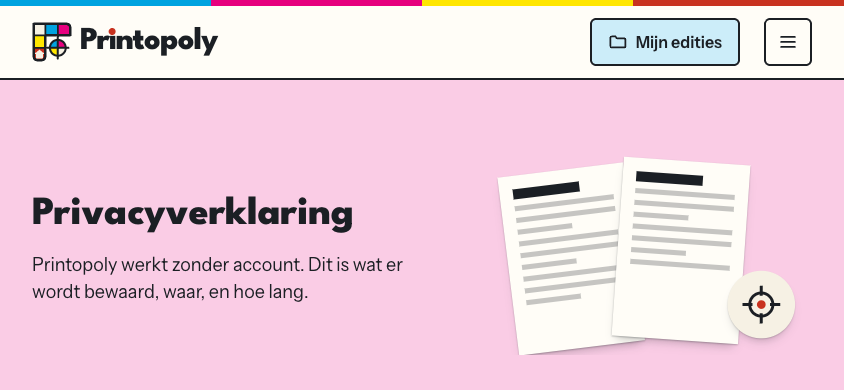 Printopoly
Mijn edities
Privacyverklaring
Printopoly werkt zonder account. Dit is wat er
wordt bewaard, waar, en hoe lang.